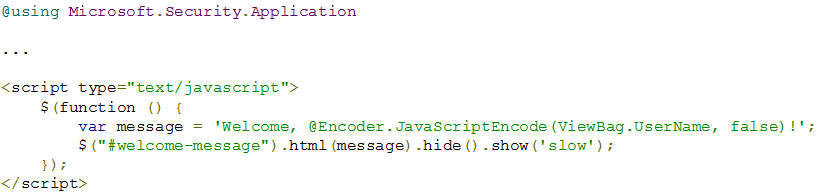 @using Microsoft.Security.Application
...
<script type="text/javascript">
    $(function () {
        var message = 'Welcome, @Encoder.JavaScriptEncode(ViewBag.UserName, false)!';
        $("#welcome-message").html(message).hide().show('slow');
    });
</script>